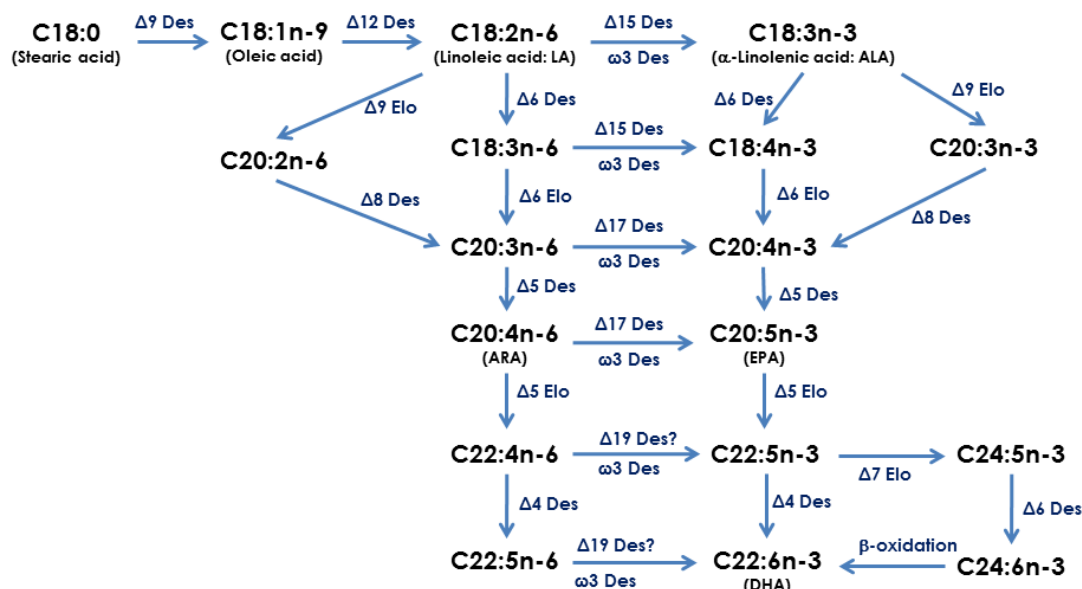 Δ9 Des
Δ12 Des
Δ15 Des
C18:0
C18:1n-9
C18:2n-6
C18:3n-3
(Stearic acid)
(Oleic acid)
(Linoleic acid: LA)
ω3 Des
(α-Linolenic acid: ALA)
Δ9 Elo
Δ6 Des
Δ6 Des
Δ9 Elo
Δ15 Des
C20:2n-6
C18:3n-6
C18:4n-3
C20:3n-3
ω3 Des
Δ8 Des
Δ6 Elo
Δ6 Elo
Δ8 Des
Δ17 Des
C20:3n-6
C20:4n-3
ω3 Des
Δ5 Des
Δ5 Des
Δ17 Des
C20:4n-6
C20:5n-3
(ARA)
ω3 Des
(EPA)
Δ5 Elo
Δ5 Elo
Δ19 Des?
C22:4n-6
C22:5n-3
C24:5n-3
ω3 Des
Δ7 Elo
Δ4 Des
Δ4 Des
Δ6 Des
Δ19 Des?
β-oxidation
C22:5n-6
C22:6n-3
C24:6n-3
ω3 Des
(DHA)